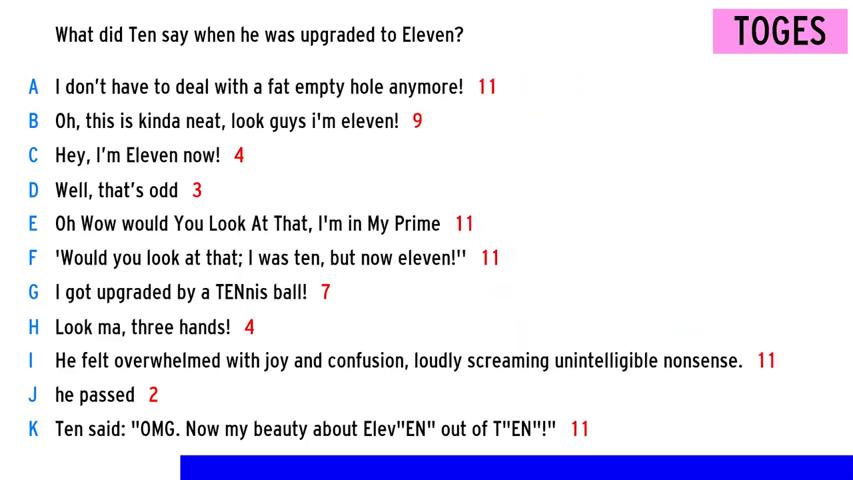 What did Ten say when he was upgraded to Eleven?
TOGES
A I don’t have to deal with a fat empty hole anymore! 11
B Oh, this is kinda neat, look guys i'm eleven! 9
C Hey, I’m Eleven now! 4
D Well, that’s odd 3
E Oh Wow would You Look At That, I'm in My Prime 11
F 'Would you look at that; I was ten, but now eleven!'' 11
G I got upgraded by a TENnis ball! 7
H Look ma, three hands! 4
I He felt overwhelmed with joy and confusion, loudly screaming unintelligible nonsense. 11
J he passed 2
K Ten said: "OMG. Now my beauty about Elev"EN" out of T"EN"!" 11